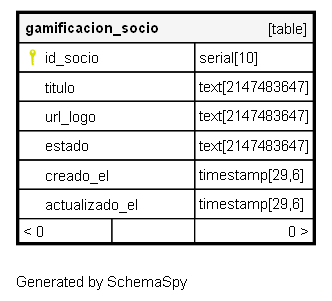 gamificacion_socio [table]
id_socio serial[10]
titulo text[2147483647]
url_logo text[2147483647]
estado text[2147483647]
creado_el timestamp[29,6]
actualizado_el timestamp[29,6]
< 0 0 >
Generated by SchemaSpy